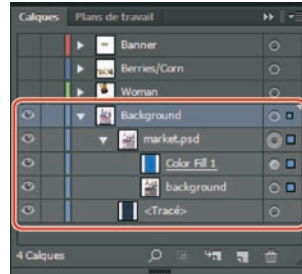 Calques Plans de travail
Banner
Berries/Corn
Woman
Background
market.psd
Color Fill 1
background
<Tracé>
4 Calques